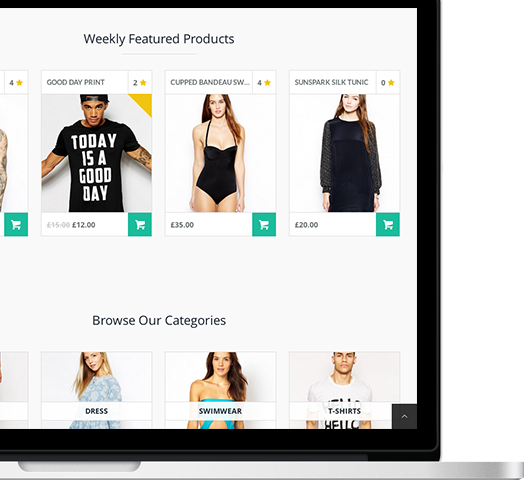 Weekly Featured Products
4
GOOD DAY PRINT 2
CUPPED BANDEAU SW... 4
SUNSPARK SILK TUNIC 0
TODAY
IS A
GOOD
DAY
£15.00 £12.00
£35.00
£20.00
Browse Our Categories
DRESS
SWIMWEAR
T-SHIRTS
HELLO